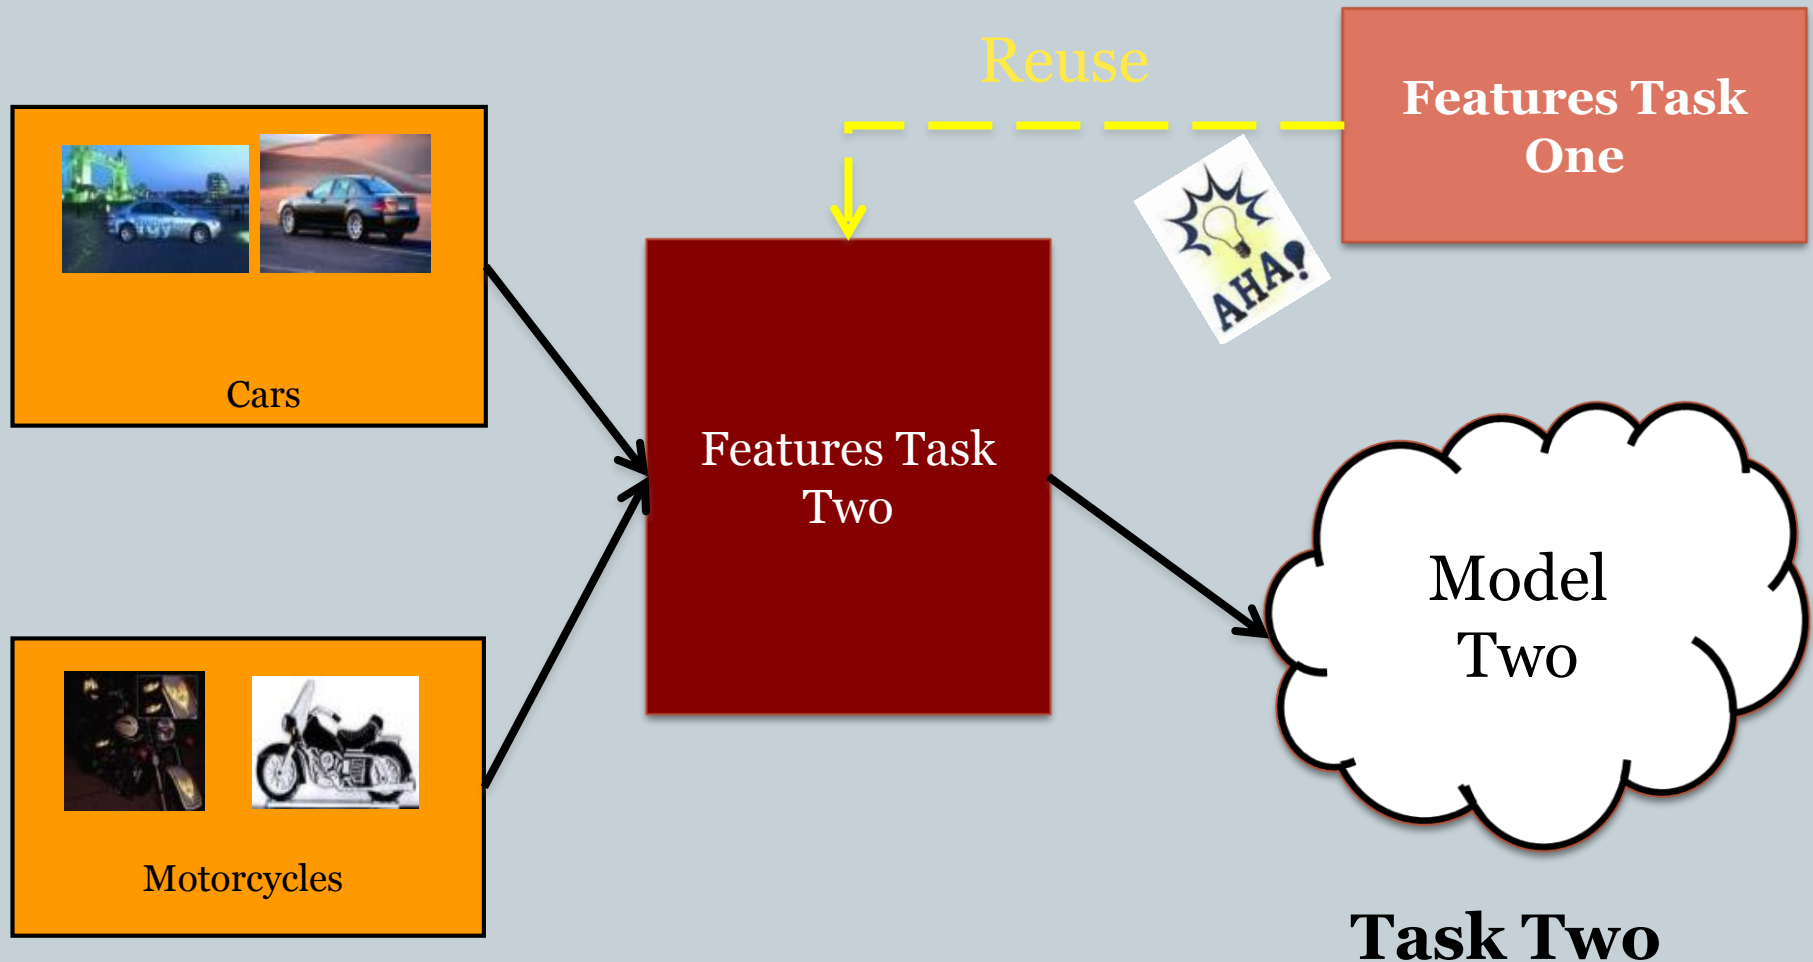 Reuse
Features Task
One
AHA!
Cars
Features Task
Two
Model
Two
Motorcycles
Task Two